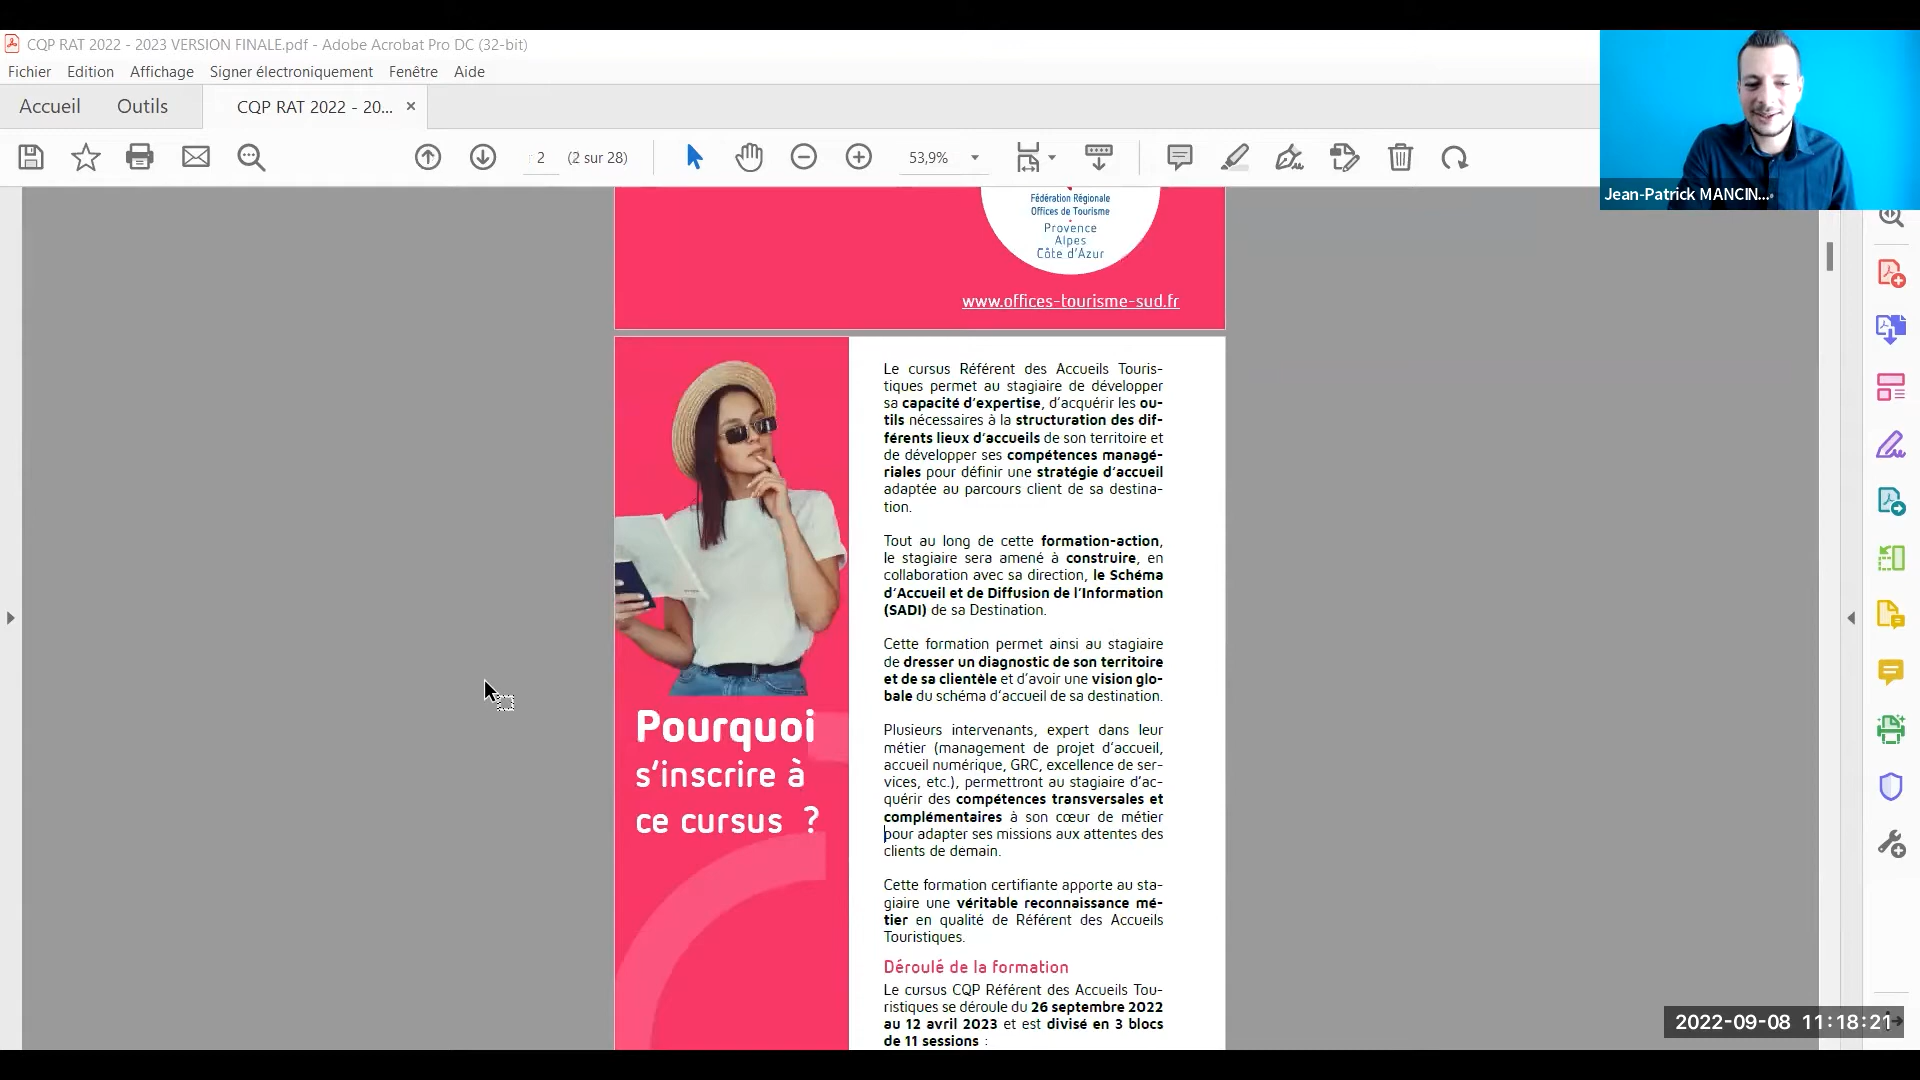 CQP RAT 2022 - 2023 VERSION FINALE.pdf - Adobe Acrobat Pro DC (32-bit)
Fichier Edition Affichage Signer électroniquement Fenêtre Aide
Accueil Outils CQP RAT 2022 - 20... ×
2 (2 sur 28) 53,9%
Jean-Patrick MANCIN...
Fédération Régionale
Offices de Tourisme
Provence
Alpes
Côte d'Azur
www.offices-tourisme-sud.fr
Pourquoi
s'inscrire à
ce cursus ?
Le cursus Référent des Accueils Touris-
tiques permet au stagiaire de développer
sa capacité d'expertise, d'acquérir les ou-
tils nécessaires à la structuration des dif-
férents lieux d'accueils de son territoire et
de développer ses compétences managé-
riales pour définir une stratégie d'accueil
adaptée au parcours client de sa destina-
tion.
Tout au long de cette formation-action,
le stagiaire sera amené à construire, en
collaboration avec sa direction, le Schéma
d'Accueil et de Diffusion de l'Information
(SADI) de sa Destination.
Cette formation permet ainsi au stagiaire
de dresser un diagnostic de son territoire
et de sa clientèle et d'avoir une vision glo-
bale du schéma d'accueil de sa destination.
Plusieurs intervenants, expert dans leur
métier (management de projet d'accueil,
accueil numérique, GRC, excellence de ser-
vices, etc.), permettront au stagiaire d'ac-
quérir des compétences transversales et
complémentaires à son cœur de métier
pour adapter ses missions aux attentes des
clients de demain.
Cette formation certifiante apporte au sta-
giaire une véritable reconnaissance mé-
tier en qualité de Référent des Accueils
Touristiques.
Déroulé de la formation
Le cursus CQP Référent des Accueils Tou-
ristiques se déroule du 26 septembre 2022
au 12 avril 2023 et est divisé en 3 blocs
de 11 sessions :
2022-09-08 11:18:21